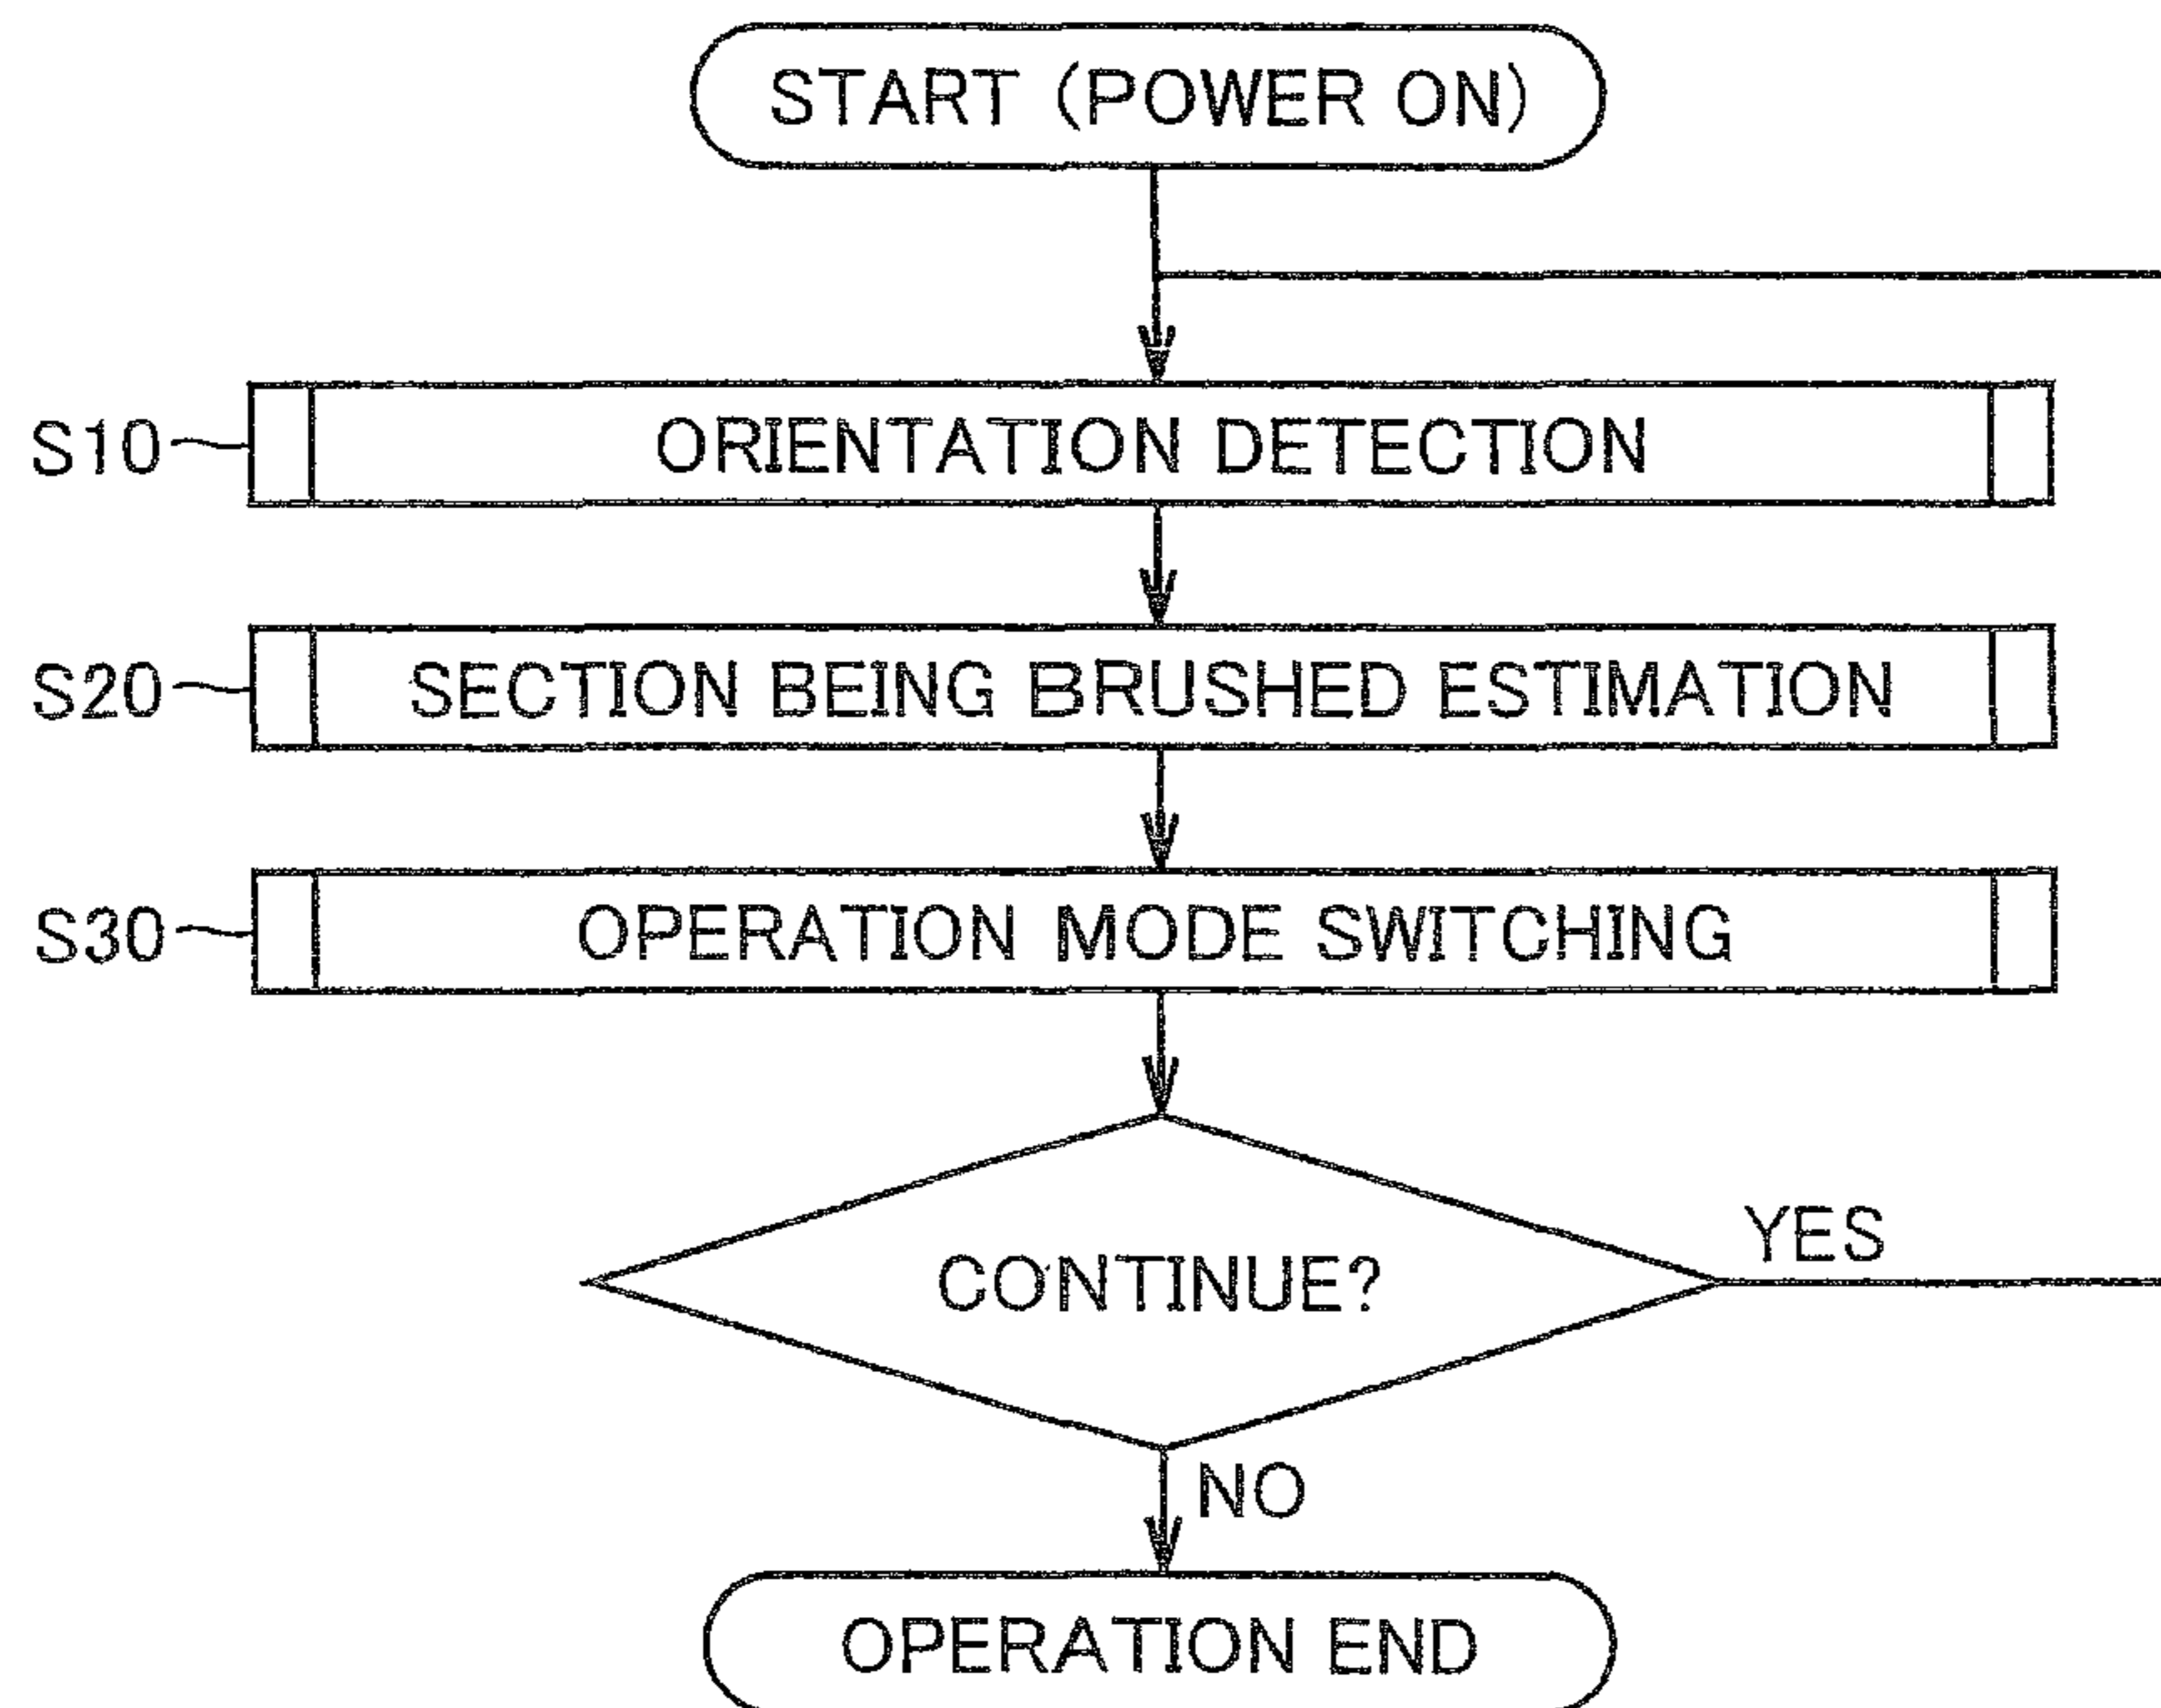 START (POWER ON)
S10
ORIENTATION DETECTION
S20
SECTION BEING BRUSHED ESTIMATION
S30
OPERATION MODE SWITCHING
CONTINUE?
YES
NO
OPERATION END